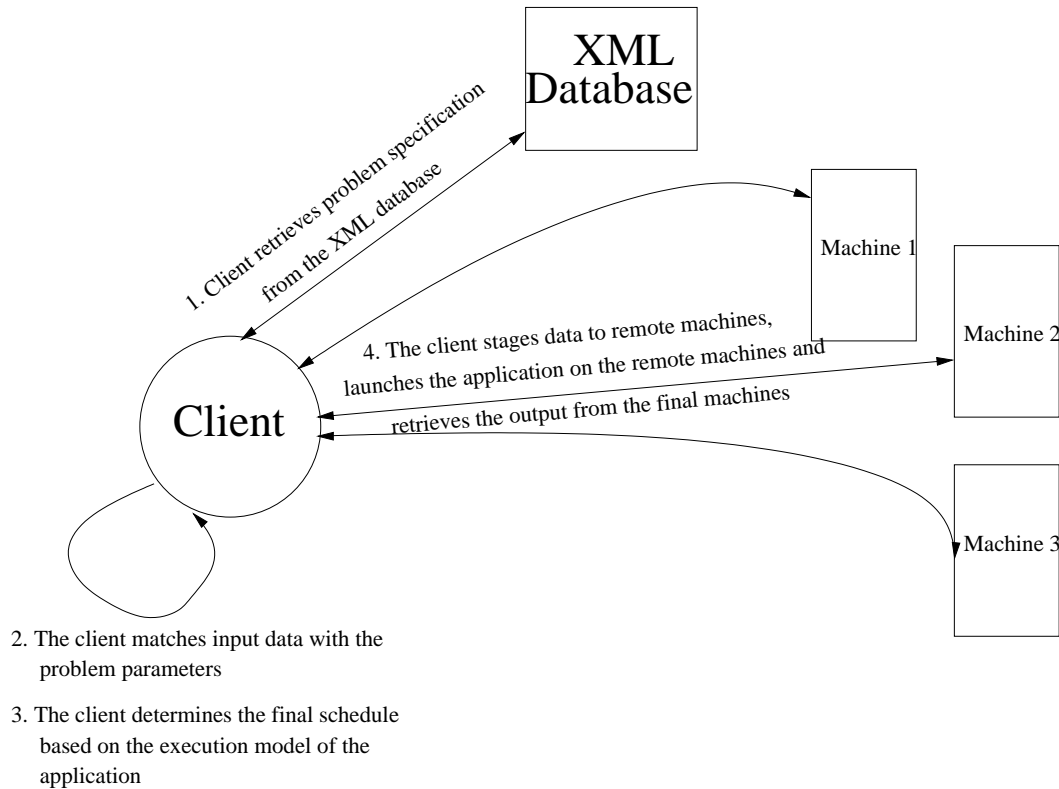 XML
Database
1. Client retrieves problem specification
from the XML database
Machine 1
Machine 2
4. The client stages data to remote machines,
launches the application on the remote machines and
retrieves the output from the final machines
Client
Machine 3
2. The client matches input data with the
problem parameters
3. The client determines the final schedule
based on the execution model of the
application